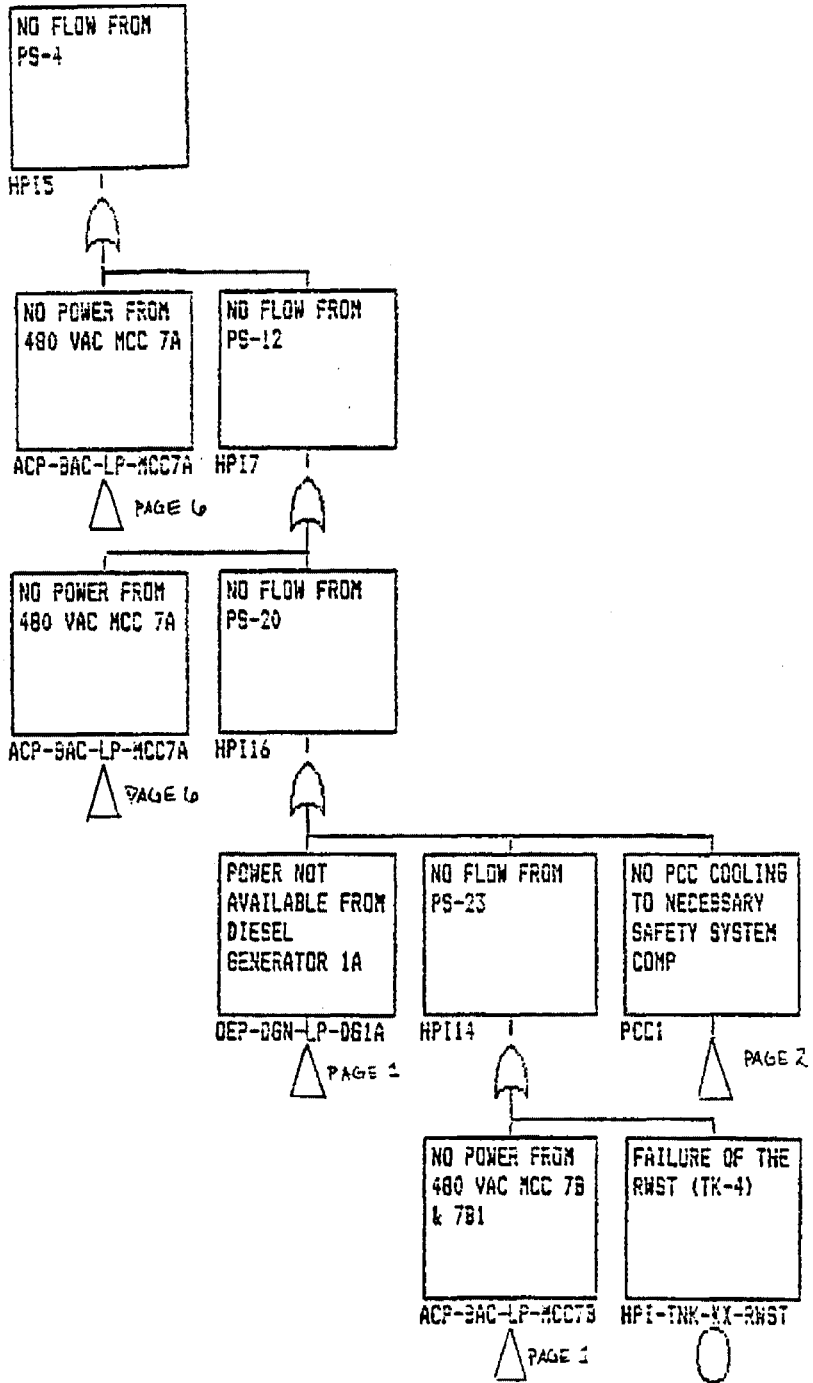 NO FLOW FROM
PS-4
HPI5
NO POWER FROM
480 VAC MCC 7A
ACP-BAC-LP-MCC7A
PAGE 6
NO FLOW FROM
PS-12
HPI7
NO POWER FROM
480 VAC MCC 7A
ACP-BAC-LP-MCC7A
PAGE 6
NO FLOW FROM
PS-20
HPI16
POWER NOT
AVAILABLE FROM
DIESEL
GENERATOR 1A
OEP-DGN-LP-DG1A
PAGE 1
NO FLOW FROM
PS-23
HPI14
NO PCC COOLING
TO NECESSARY
SAFETY SYSTEM
COMP
PCC1
PAGE 2
NO POWER FROM
480 VAC MCC 7B
& 7B1
ACP-BAC-LP-MCC7B
PAGE 1
FAILURE OF THE
RWST (TK-4)
HPI-TNK-XX-RWST